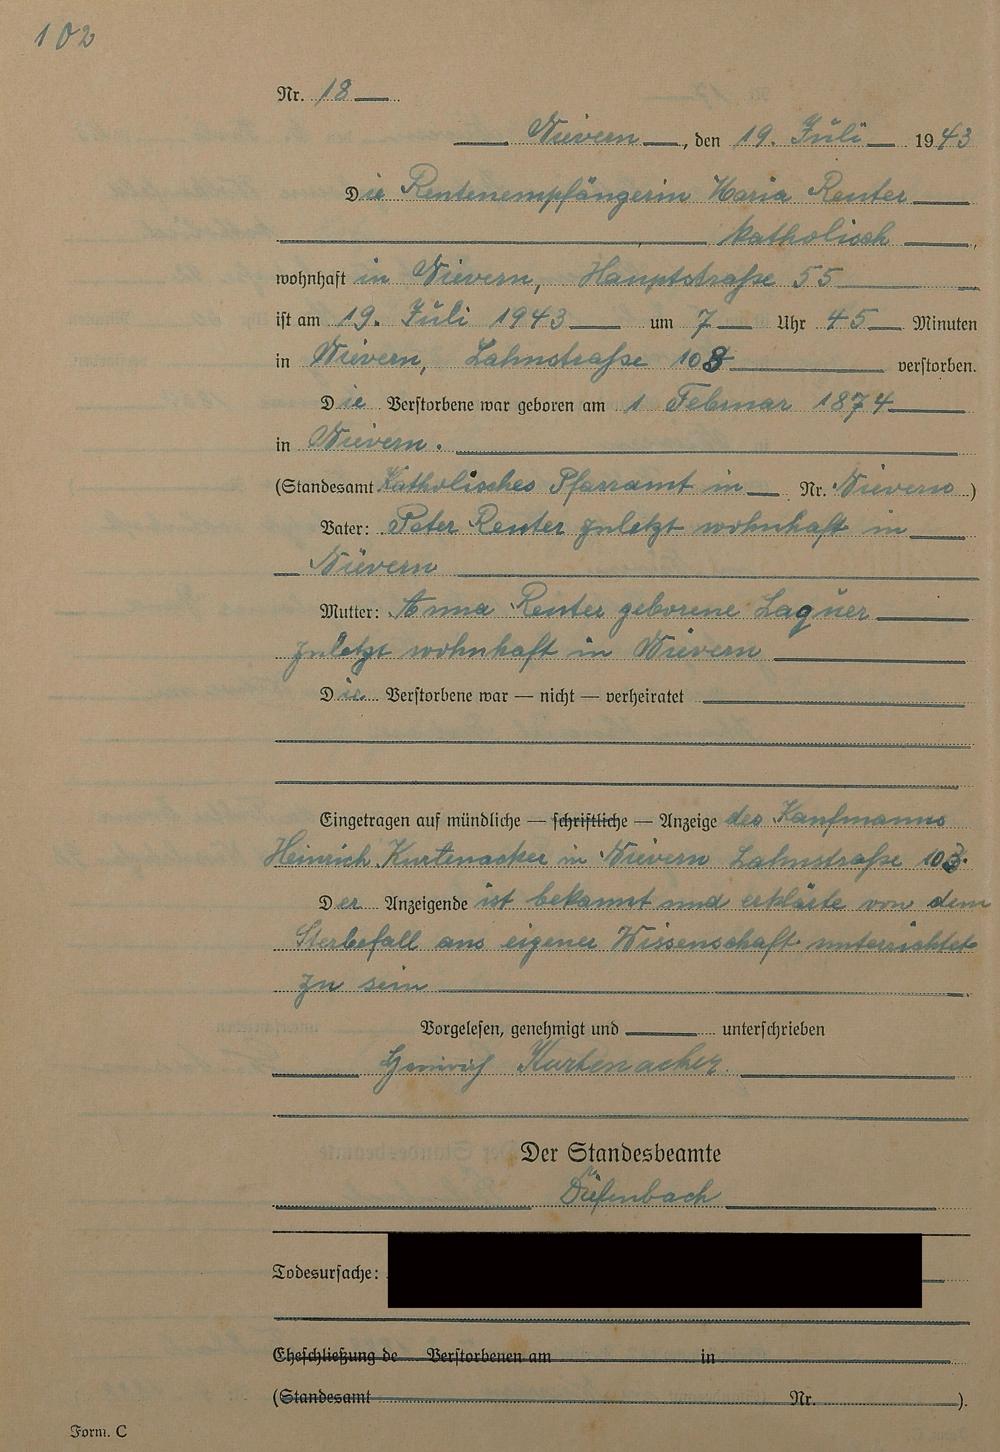 102
Nr. 18
Nievern, den 19. Juli 1943
Die Rentenempfängerin Maria Reuter
katholisch,
wohnhaft in Nievern, Hauptstraße 55
ist am 19. Juli 1943 um 7 Uhr 45 Minuten
in Nievern, Lahnstraße 108 verstorben.
Die Verstorbene war geboren am 1 Februar 1874
in Nievern.
(Standesamt Katholisches Pfarramt in Nr. Nievern)
Vater: Peter Reuter zuletzt wohnhaft in
Nievern
Mutter: Anna Reuter geborene Laquer
zuletzt wohnhaft in Nievern
Die Verstorbene war — nicht — verheiratet
Eingetragen auf mündliche — schriftliche — Anzeige des Kaufmanns
Heinrich Kurtenacker in Nievern Lahnstraße
Der Anzeigende ist bekannt und erklärte von dem
Sterbefall aus eigener Wissenschaft unterrichtet
zu sein
Vorgelesen, genehmigt und unterschrieben
Heinrich Kurtenacker
Der Standesbeamte
Diefenbach
Todesursache:
Eheschließung de Verstorbenen am in
(Standesamt Nr. ).
Form. C